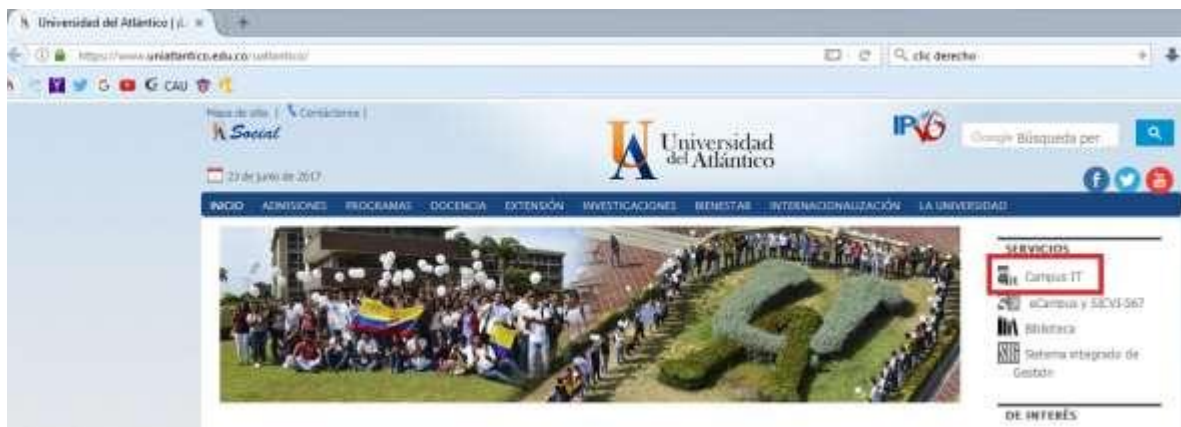 Universidad del Atlántico | ¡L
https://www.uniatlantico.edu.co/uatlantico/
clic derecho
G CAU
Mapa de sitio | Contáctenos |
Social
Universidad
del Atlántico
IPV6
Google Búsqueda per
23 de junio de 2017
INICIO ADMISIONES PROGRAMAS DOCENCIA EXTENSIÓN INVESTIGACIONES BIENESTAR INTERNACIONALIZACIÓN LA UNIVERSIDAD
SERVICIOS
Campus IT
eCampus y SICVI-567
Biblioteca
SIG Sistema integrado de
Gestión
DE INTERÉS